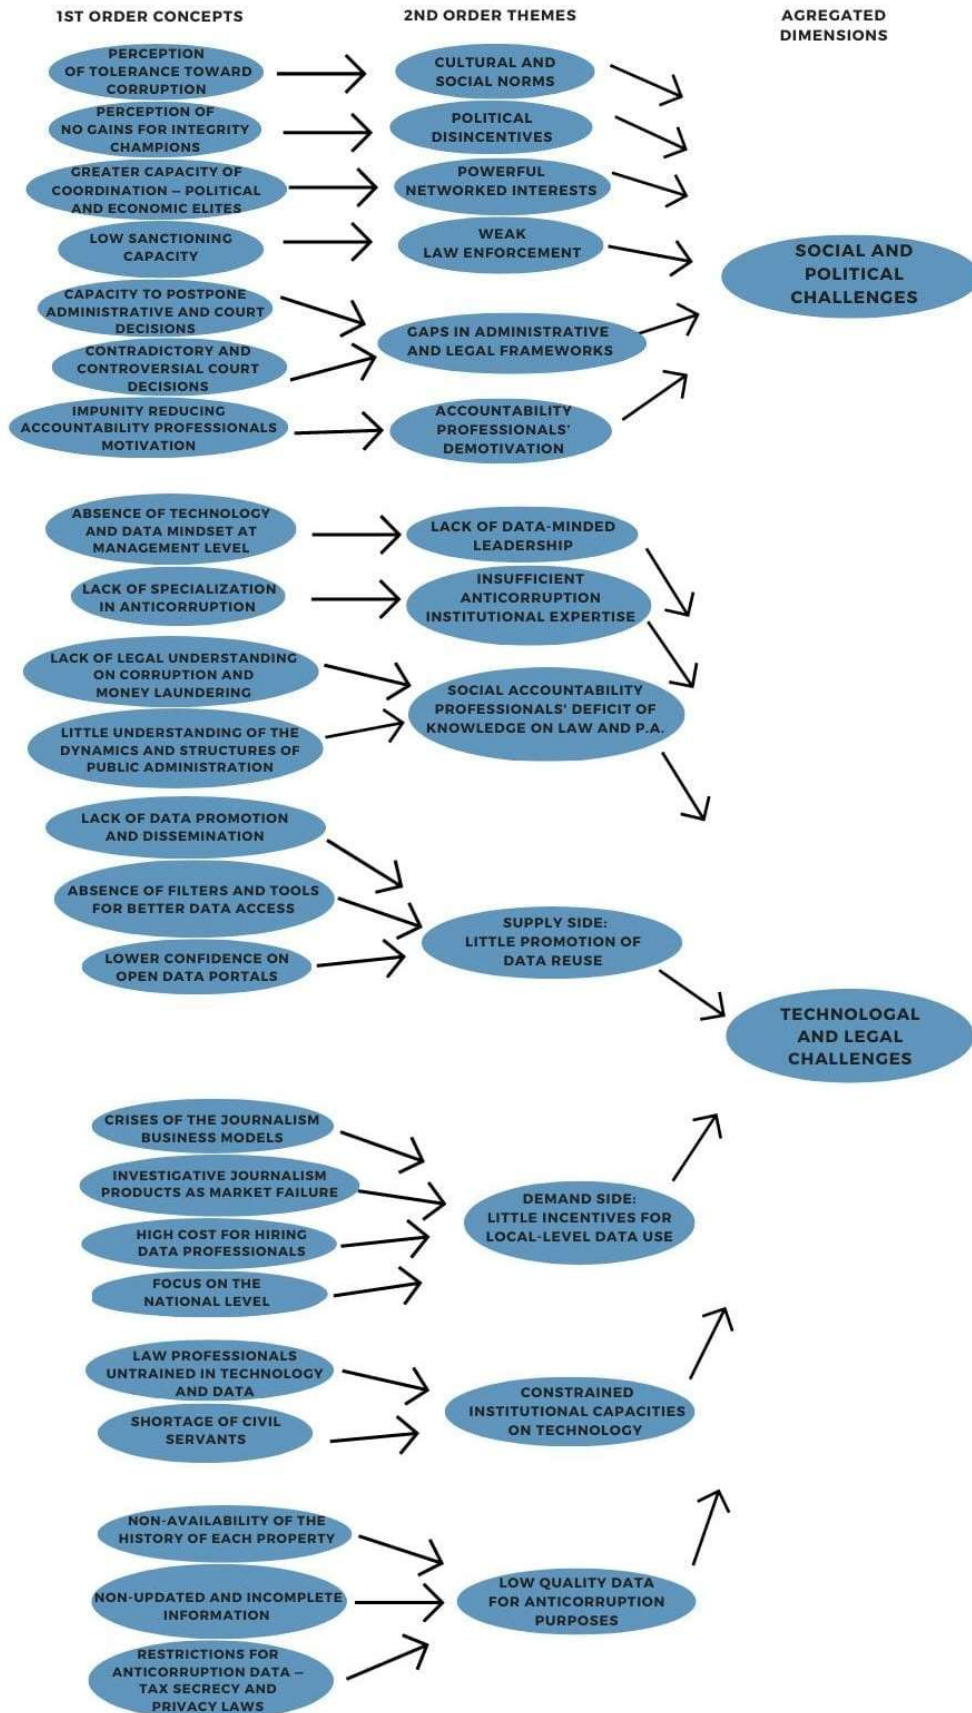 1ST ORDER CONCEPTS
2ND ORDER THEMES
AGREGATED
DIMENSIONS
PERCEPTION
OF TOLERANCE TOWARD
CORRUPTION
CULTURAL AND
SOCIAL NORMS
PERCEPTION OF
NO GAINS FOR INTEGRITY
CHAMPIONS
POLITICAL
DISINCENTIVES
GREATER CAPACITY OF
COORDINATION – POLITICAL
AND ECONOMIC ELITES
POWERFUL
NETWORKED INTERESTS
LOW SANCTIONING
CAPACITY
WEAK
LAW ENFORCEMENT
SOCIAL AND
POLITICAL
CHALLENGES
CAPACITY TO POSTPONE
ADMINISTRATIVE AND COURT
DECISIONS
GAPS IN ADMINISTRATIVE
AND LEGAL FRAMEWORKS
CONTRADICTORY AND
CONTROVERSIAL COURT
DECISIONS
IMPUNITY REDUCING
ACCOUNTABILITY PROFESSIONALS
MOTIVATION
ACCOUNTABILITY
PROFESSIONALS'
DEMOTIVATION
ABSENCE OF TECHNOLOGY
AND DATA MINDSET AT
MANAGEMENT LEVEL
LACK OF DATA-MINDED
LEADERSHIP
LACK OF SPECIALIZATION
IN ANTICORRUPTION
INSUFFICIENT
ANTICORRUPTION
INSTITUTIONAL EXPERTISE
LACK OF LEGAL UNDERSTANDING
ON CORRUPTION AND
MONEY LAUNDERING
SOCIAL ACCOUNTABILITY
PROFESSIONALS' DEFICIT OF
KNOWLEDGE ON LAW AND P.A.
LITTLE UNDERSTANDING OF THE
DYNAMICS AND STRUCTURES OF
PUBLIC ADMINISTRATION
LACK OF DATA PROMOTION
AND DISSEMINATION
ABSENCE OF FILTERS AND TOOLS
FOR BETTER DATA ACCESS
SUPPLY SIDE:
LITTLE PROMOTION OF
DATA REUSE
LOWER CONFIDENCE ON
OPEN DATA PORTALS
TECHNOLOGAL
AND LEGAL
CHALLENGES
CRISES OF THE JOURNALISM
BUSINESS MODELS
INVESTIGATIVE JOURNALISM
PRODUCTS AS MARKET FAILURE
DEMAND SIDE:
LITTLE INCENTIVES FOR
LOCAL-LEVEL DATA USE
HIGH COST FOR HIRING
DATA PROFESSIONALS
FOCUS ON THE
NATIONAL LEVEL
LAW PROFESSIONALS
UNTRAINED IN TECHNOLOGY
AND DATA
CONSTRAINED
INSTITUTIONAL CAPACITIES
ON TECHNOLOGY
SHORTAGE OF CIVIL
SERVANTS
NON-AVAILABILITY OF THE
HISTORY OF EACH PROPERTY
NON-UPDATED AND INCOMPLETE
INFORMATION
LOW QUALITY DATA
FOR ANTICORRUPTION
PURPOSES
RESTRICTIONS FOR
ANTICORRUPTION DATA –
TAX SECRECY AND
PRIVACY LAWS